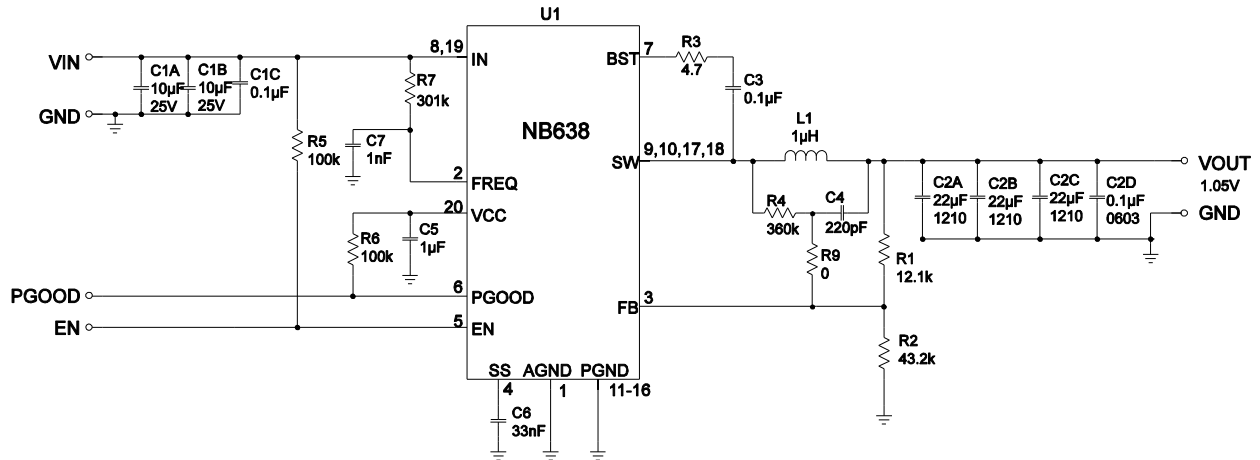 U1
VIN
GND
C1A
10µF
25V
C1B
10µF
25V
C1C
0.1µF
8,19
IN
R7
301k
R5
100k
C7
1nF
2
FREQ
20
VCC
R6
100k
C5
1µF
PGOOD
6
PGOOD
EN
5
EN
NB638
BST
7
R3
4.7
C3
0.1µF
SW
9,10,17,18
L1
1µH
R4
360k
C4
220pF
R9
0
R1
12.1k
FB
3
R2
43.2k
C2A
22µF
1210
C2B
22µF
1210
C2C
22µF
1210
C2D
0.1µF
0603
VOUT
1.05V
GND
SS
4
AGND
1
PGND
11-16
C6
33nF